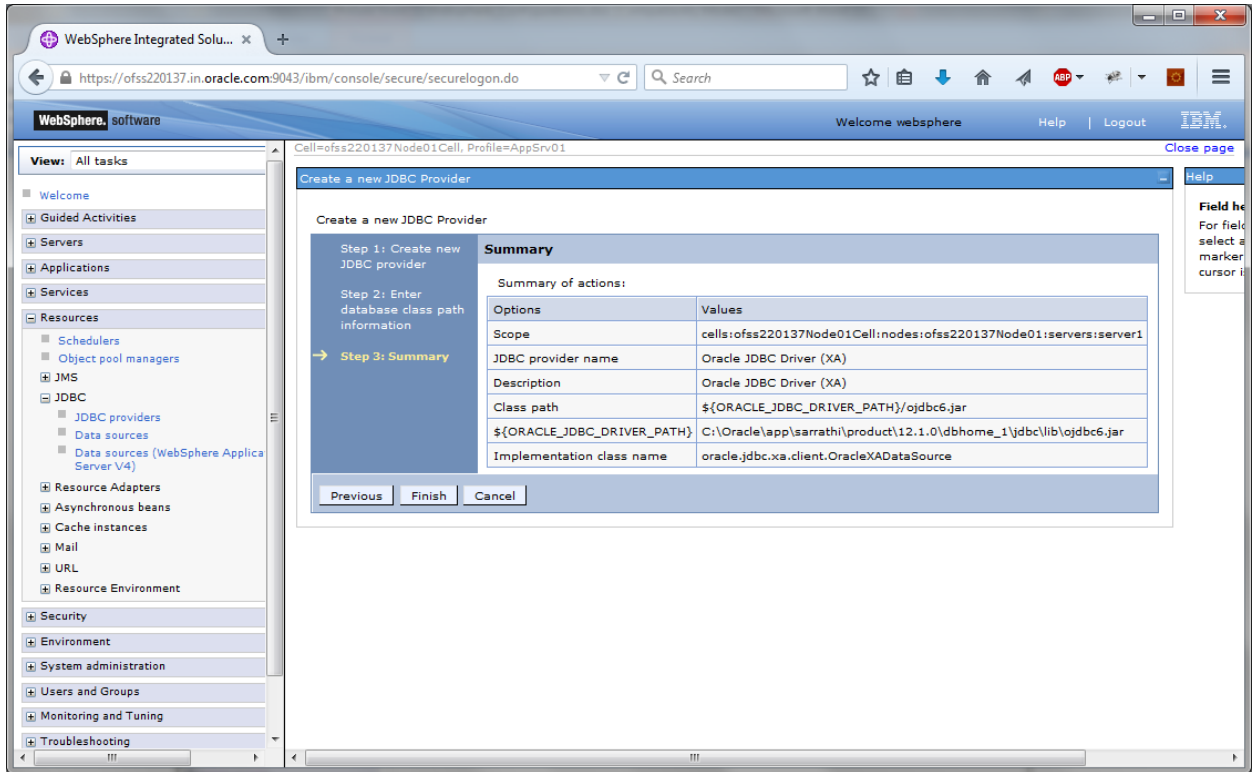 WebSphere Integrated Solu...
https://ofss220137.in.oracle.com:9043/ibm/console/secure/securelogon.do
Search
ABP
WebSphere. software
Welcome websphere
Help | Logout
IBM.
View: All tasks
Welcome
Guided Activities
Servers
Applications
Services
Resources
Schedulers
Object pool managers
JMS
JDBC
JDBC providers
Data sources
Data sources (WebSphere Applica
Server V4)
Resource Adapters
Asynchronous beans
Cache instances
Mail
URL
Resource Environment
Security
Environment
System administration
Users and Groups
Monitoring and Tuning
Troubleshooting
Cell=ofss220137Node01Cell, Profile=AppSrv01
Close page
Create a new JDBC Provider
Create a new JDBC Provider
Step 1: Create new
JDBC provider
Step 2: Enter
database class path
information
Step 3: Summary
Summary
Summary of actions:
Options Values
Scope cells:ofss220137Node01Cell:nodes:ofss220137Node01:servers:server1
JDBC provider name Oracle JDBC Driver (XA)
Description Oracle JDBC Driver (XA)
Class path ${ORACLE_JDBC_DRIVER_PATH}/ojdbc6.jar
${ORACLE_JDBC_DRIVER_PATH} C:\Oracle\app\sarrathi\product\12.1.0\dbhome_1\jdbc\lib\ojdbc6.jar
Implementation class name oracle.jdbc.xa.client.OracleXADataSource
Previous Finish Cancel
Help
Field he
For field
select a
marker
cursor i